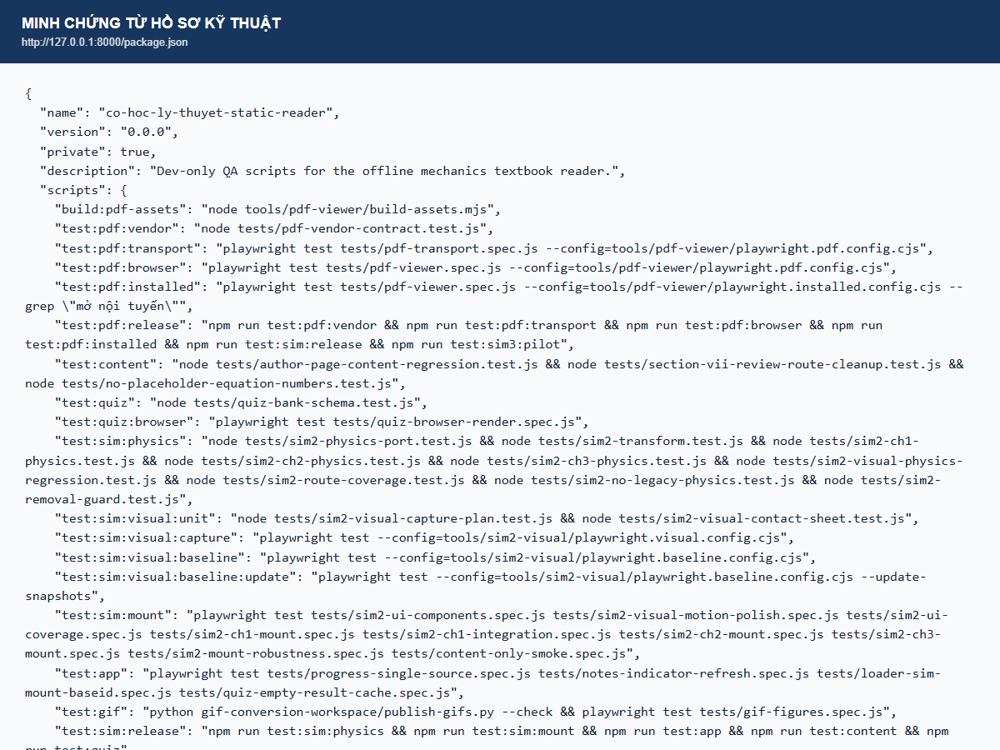 MINH CHỨNG TỪ HỒ SƠ KỸ THUẬT
http://127.0.0.1:8000/package.json
{
  "name": "co-hoc-ly-thuyet-static-reader",
  "version": "0.0.0",
  "private": true,
  "description": "Dev-only QA scripts for the offline mechanics textbook reader.",
  "scripts": {
    "build:pdf-assets": "node tools/pdf-viewer/build-assets.mjs",
    "test:pdf:vendor": "node tests/pdf-vendor-contract.test.js",
    "test:pdf:transport": "playwright test tests/pdf-transport.spec.js --config=tools/pdf-viewer/playwright.pdf.config.cjs",
    "test:pdf:browser": "playwright test tests/pdf-viewer.spec.js --config=tools/pdf-viewer/playwright.pdf.config.cjs",
    "test:pdf:installed": "playwright test tests/pdf-viewer.spec.js --config=tools/pdf-viewer/playwright.installed.config.cjs --
grep \"mở nội tuyến\"",
    "test:pdf:release": "npm run test:pdf:vendor && npm run test:pdf:transport && npm run test:pdf:browser && npm run
test:pdf:installed && npm run test:sim:release && npm run test:sim3:pilot",
    "test:content": "node tests/author-page-content-regression.test.js && node tests/section-vii-review-route-cleanup.test.js &&
node tests/no-placeholder-equation-numbers.test.js",
    "test:quiz": "node tests/quiz-bank-schema.test.js",
    "test:quiz:browser": "playwright test tests/quiz-browser-render.spec.js",
    "test:sim:physics": "node tests/sim2-physics-port.test.js && node tests/sim2-transform.test.js && node tests/sim2-ch1-
physics.test.js && node tests/sim2-ch2-physics.test.js && node tests/sim2-ch3-physics.test.js && node tests/sim2-visual-physics-
regression.test.js && node tests/sim2-route-coverage.test.js && node tests/sim2-no-legacy-physics.test.js && node tests/sim2-
removal-guard.test.js",
    "test:sim:visual:unit": "node tests/sim2-visual-capture-plan.test.js && node tests/sim2-visual-contact-sheet.test.js",
    "test:sim:visual:capture": "playwright test --config=tools/sim2-visual/playwright.visual.config.cjs",
    "test:sim:visual:baseline": "playwright test --config=tools/sim2-visual/playwright.baseline.config.cjs",
    "test:sim:visual:baseline:update": "playwright test --config=tools/sim2-visual/playwright.baseline.config.cjs --update-
snapshots",
    "test:sim:mount": "playwright test tests/sim2-ui-components.spec.js tests/sim2-visual-motion-polish.spec.js tests/sim2-ui-
coverage.spec.js tests/sim2-ch1-mount.spec.js tests/sim2-ch1-integration.spec.js tests/sim2-ch2-mount.spec.js tests/sim2-ch3-
mount.spec.js tests/sim2-mount-robustness.spec.js tests/content-only-smoke.spec.js",
    "test:app": "playwright test tests/progress-single-source.spec.js tests/notes-indicator-refresh.spec.js tests/loader-sim-
mount-baseid.spec.js tests/quiz-empty-result-cache.spec.js",
    "test:gif": "python gif-conversion-workspace/publish-gifs.py --check && playwright test tests/gif-figures.spec.js",
    "test:sim:release": "npm run test:sim:physics && npm run test:sim:mount && npm run test:app && npm run test:content && npm
run test:quiz"